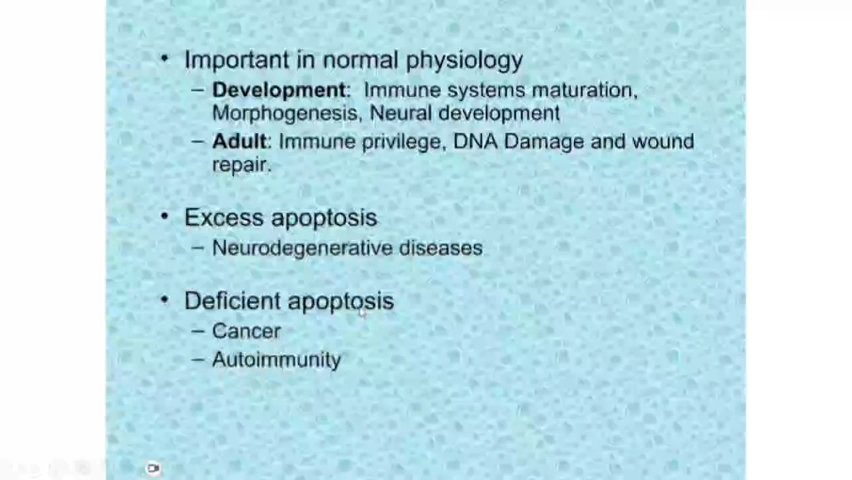 • Important in normal physiology
– Development: Immune systems maturation,
Morphogenesis, Neural development
– Adult: Immune privilege, DNA Damage and wound
repair.
• Excess apoptosis
– Neurodegenerative diseases
• Deficient apoptosis
– Cancer
– Autoimmunity